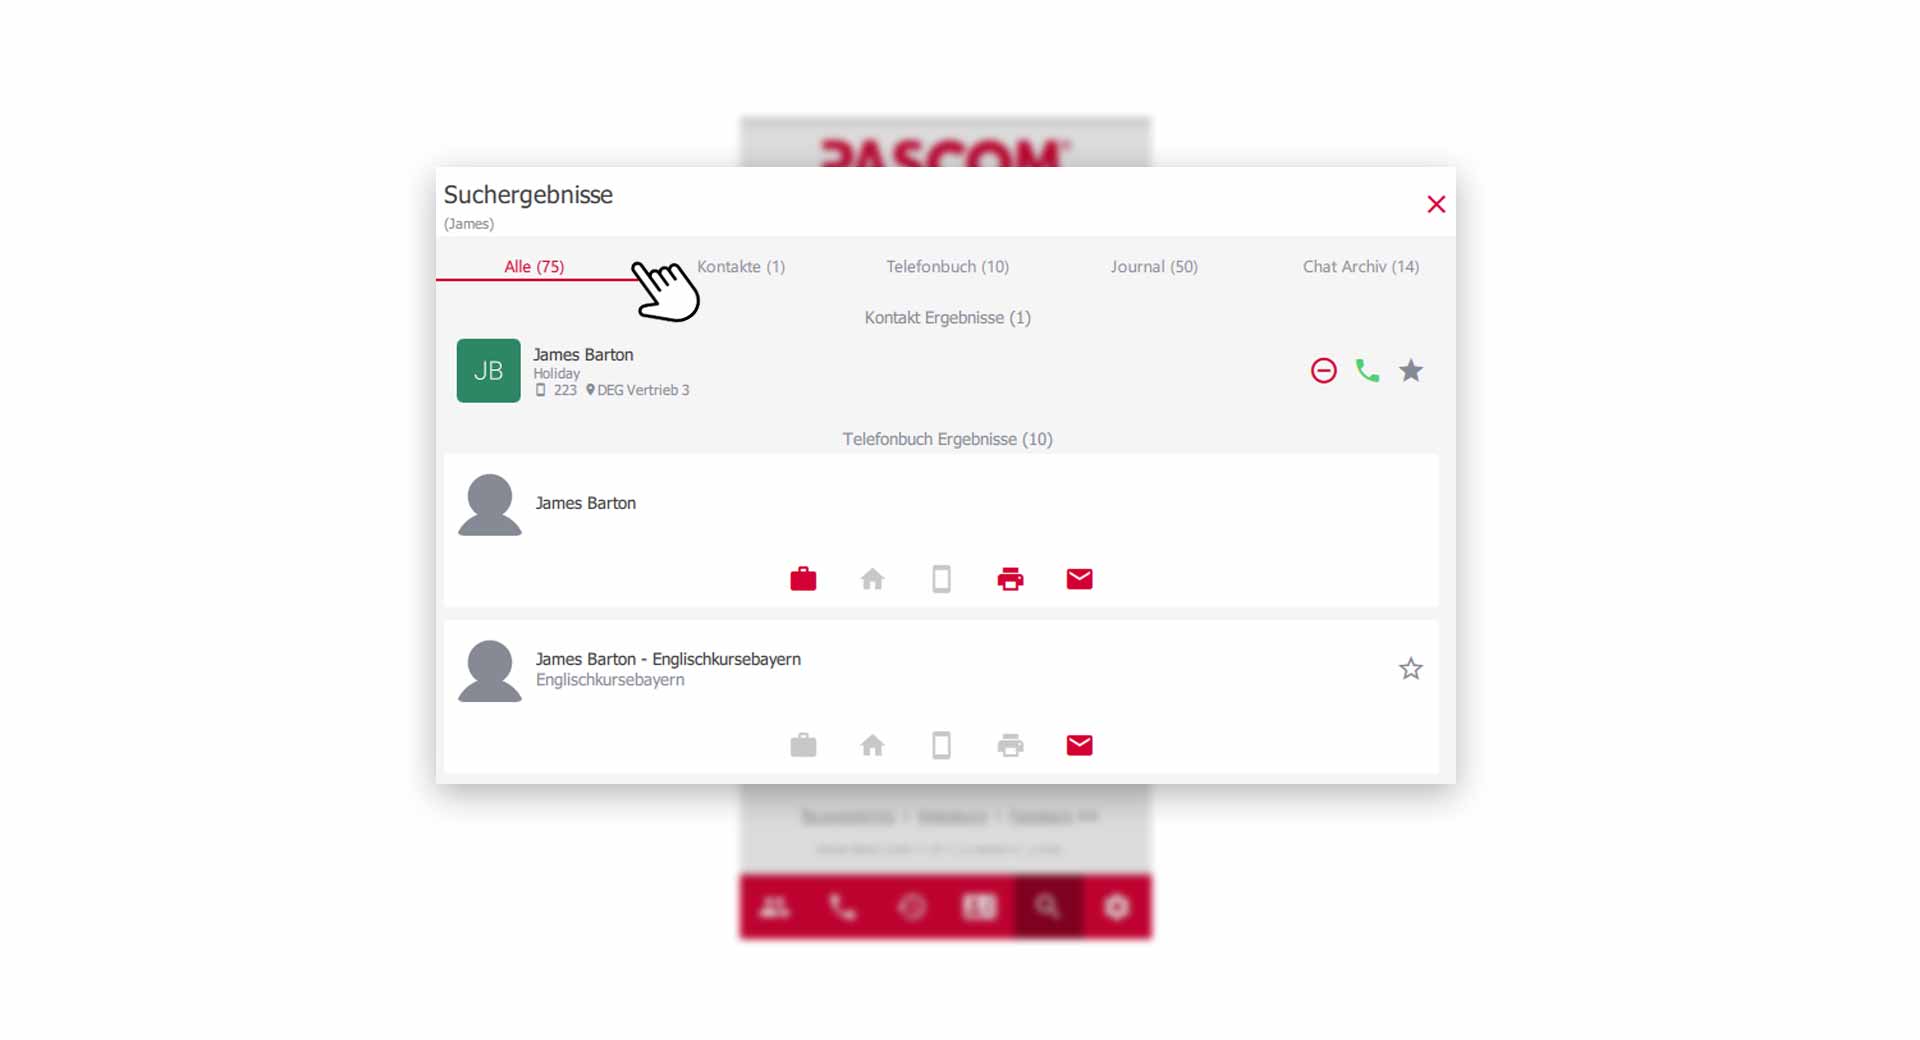 PASCOM
Suchergebnisse
(James)
Alle (75)
Kontakte (1)
Telefonbuch (10)
Journal (50)
Chat Archiv (14)
Kontakt Ergebnisse (1)
JB
James Barton
Holiday
223 DEG Vertrieb 3
Telefonbuch Ergebnisse (10)
James Barton
James Barton - Englischkursebayern
Englischkursebayern